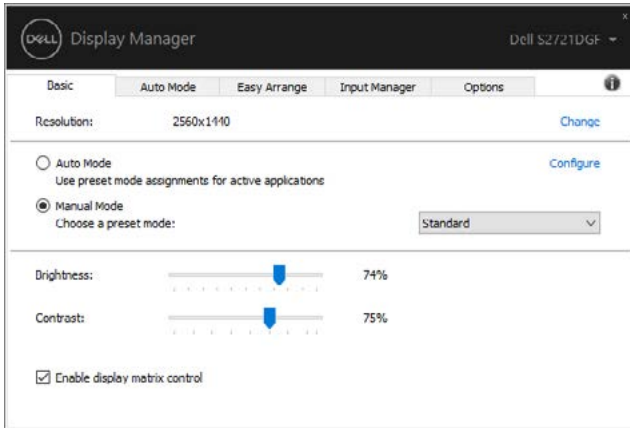 DELL Display Manager
Dell S2721DGF
Basic Auto Mode Easy Arrange Input Manager Options
Resolution: 2560x1440 Change
Auto Mode Configure
Use preset mode assignments for active applications
Manual Mode
Choose a preset mode: Standard
Brightness: 74%
Contrast: 75%
Enable display matrix control